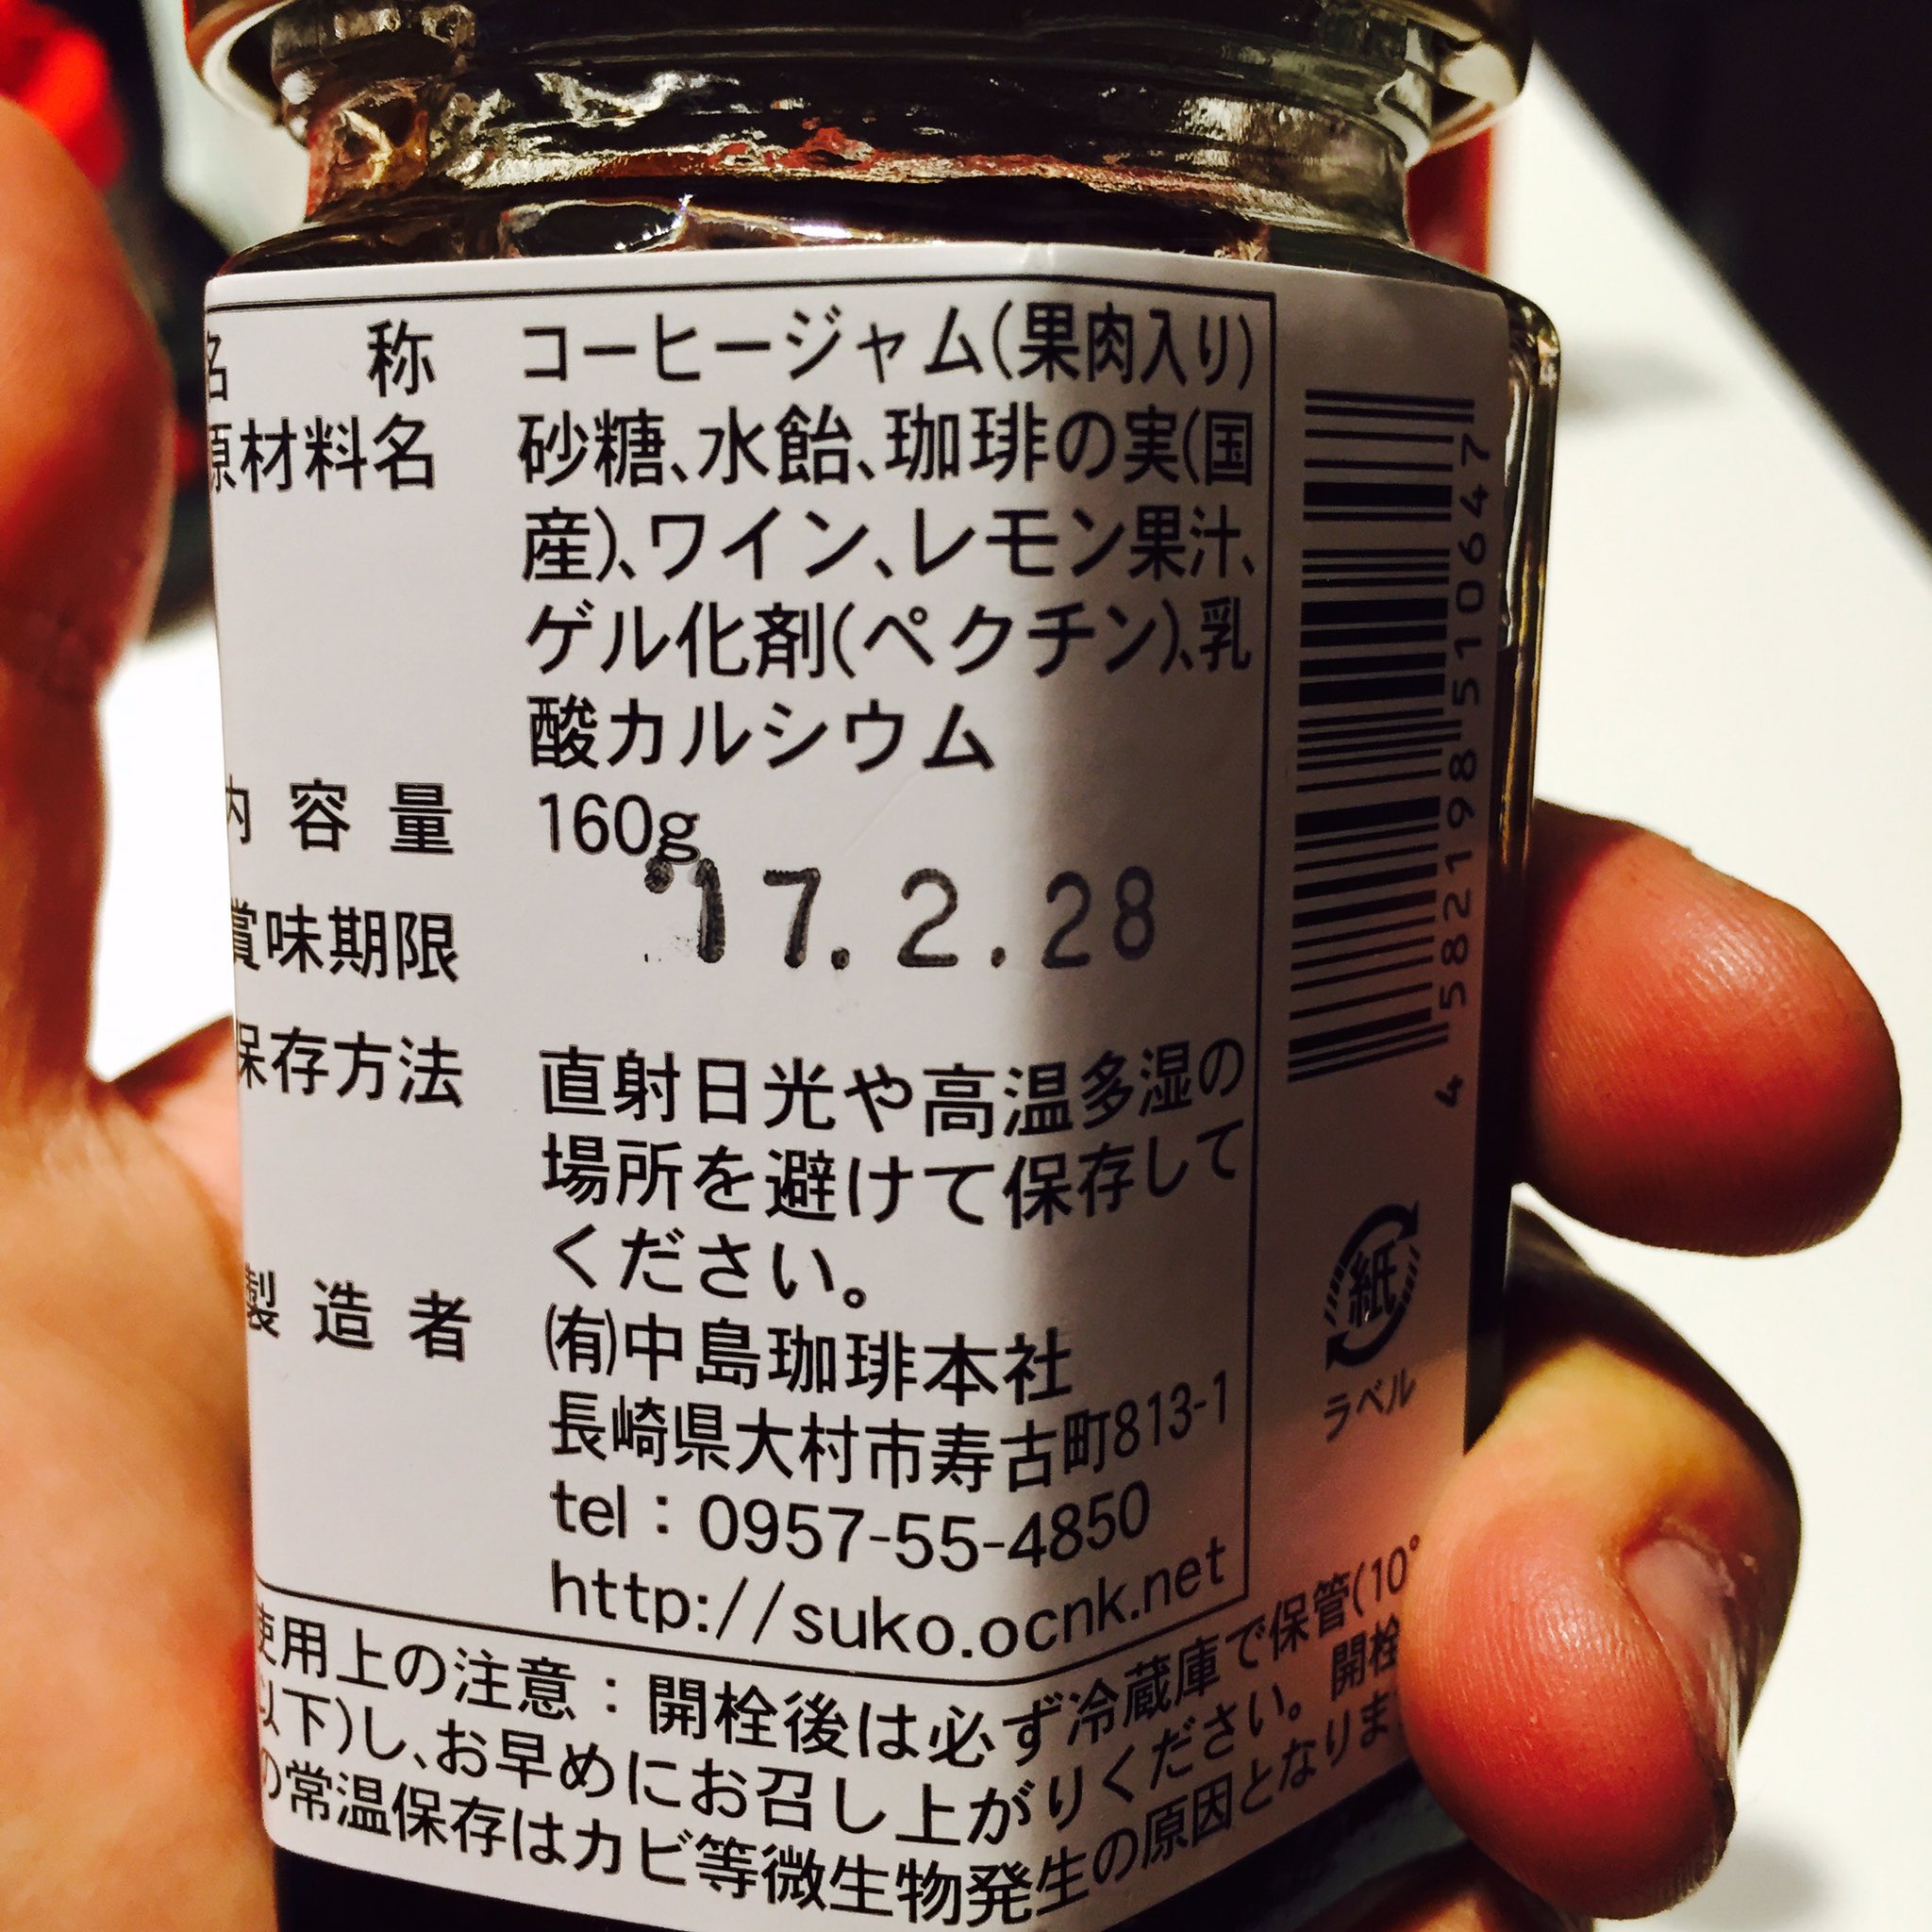 名称 コーヒージャム(果肉入り)
原材料名 砂糖、水飴、珈琲の実(国
産)、ワイン、レモン果汁、
ゲル化剤(ペクチン)、乳
酸カルシウム
内容量 160g
賞味期限 '17.2.28
保存方法 直射日光や高温多湿の
場所を避けて保存して
ください。
製造者 ㈲中島珈琲本社
長崎県大村市寿古町813-1
tel：0957-55-4850
http://suko.ocnk.net
使用上の注意：開栓後は必ず冷蔵庫で保管(10°
以下)し、お早めにお召し上がりください。開栓
の常温保存はカビ等微生物発生の原因となりま
4 582198 510647
紙
ラベル